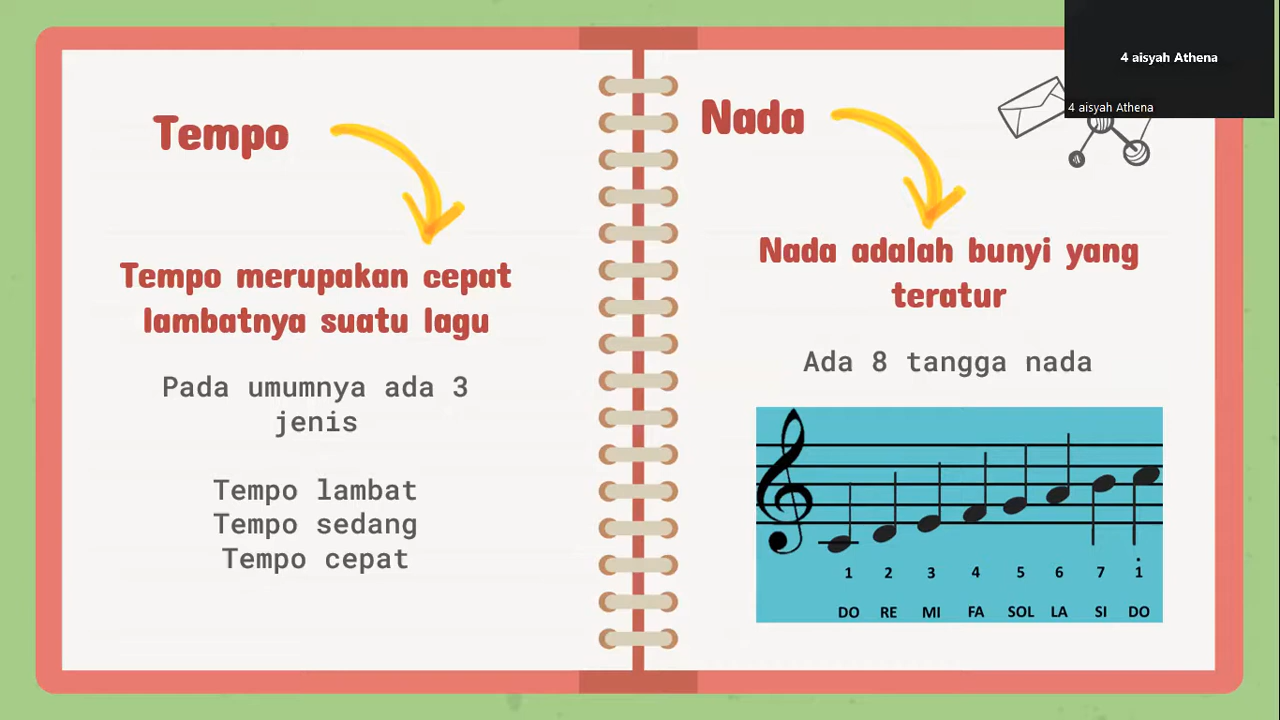 4 aisyah Athena
4 aisyah Athena
Tempo
Tempo merupakan cepat
lambatnya suatu lagu
Pada umumnya ada 3
jenis
Tempo lambat
Tempo sedang
Tempo cepat
Nada
Nada adalah bunyi yang
teratur
Ada 8 tangga nada
1 2 3 4 5 6 7 1̇
DO RE MI FA SOL LA SI DO